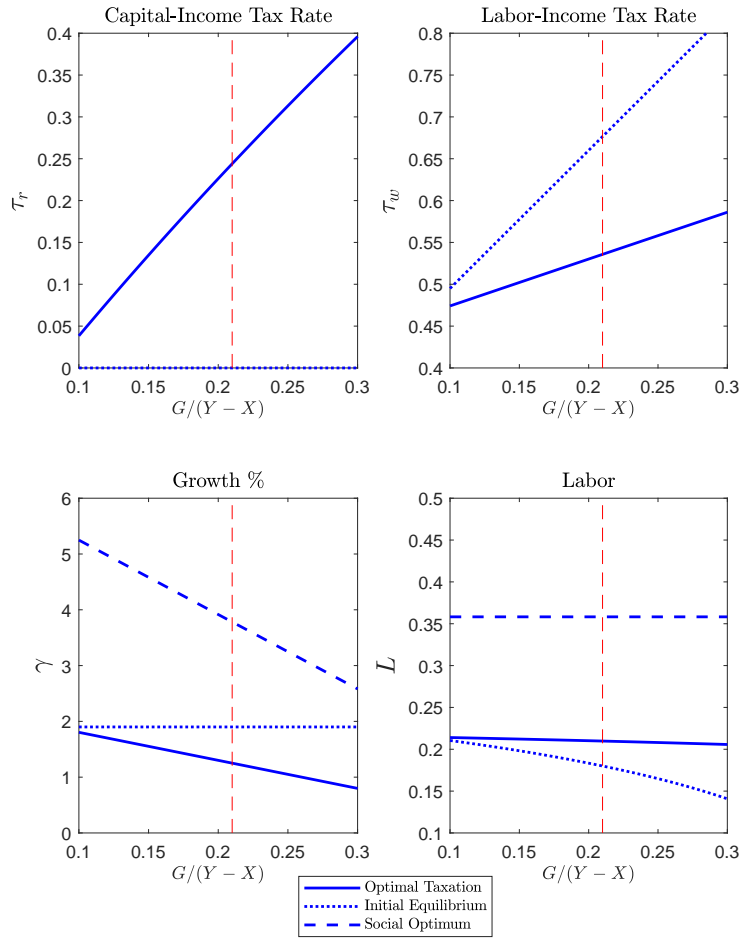 Capital-Income Tax Rate
0.4
0.35
0.3
0.25
0.2
0.15
0.1
0.05
0
τ_r
0.1 0.15 0.2 0.25 0.3
G/(Y − X)
Labor-Income Tax Rate
0.8
0.75
0.7
0.65
0.6
0.55
0.5
0.45
0.4
τ_w
0.1 0.15 0.2 0.25 0.3
G/(Y − X)
Growth %
6
5
4
3
2
1
0
γ
0.1 0.15 0.2 0.25 0.3
G/(Y − X)
Labor
0.5
0.45
0.4
0.35
0.3
0.25
0.2
0.15
0.1
L
0.1 0.15 0.2 0.25 0.3
G/(Y − X)
Optimal Taxation
Initial Equilibrium
Social Optimum